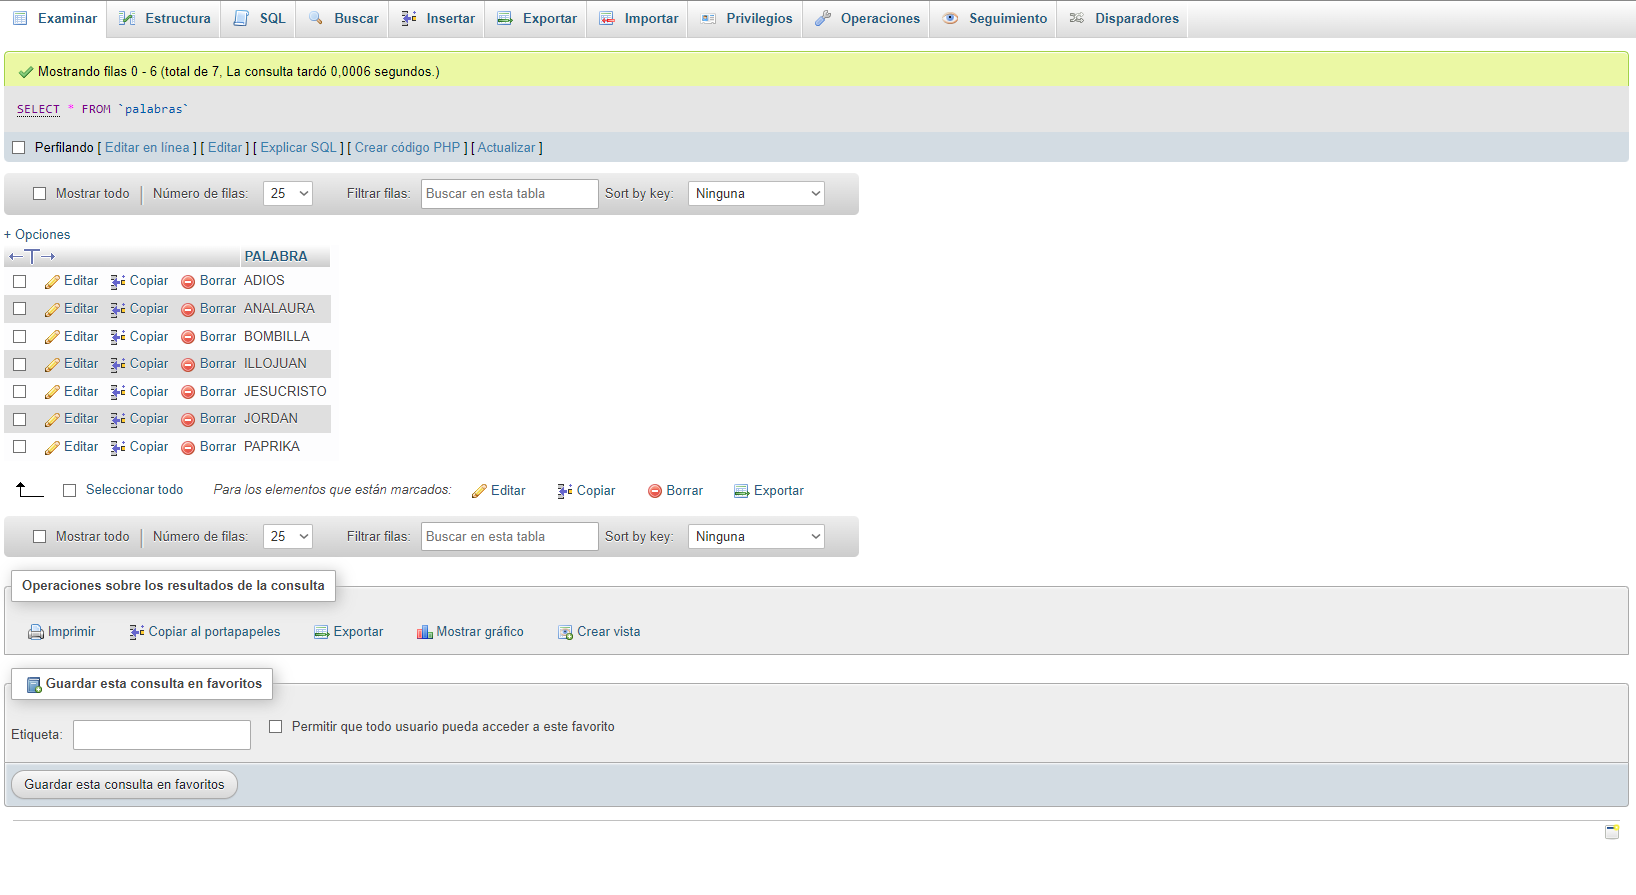 Examinar Estructura SQL Buscar Insertar Exportar Importar Privilegios Operaciones Seguimiento Disparadores
Mostrando filas 0 - 6 (total de 7, La consulta tardó 0,0006 segundos.)
SELECT * FROM `palabras`
Perfilando [ Editar en línea ] [ Editar ] [ Explicar SQL ] [ Crear código PHP ] [ Actualizar ]
Mostrar todo | Número de filas: 25 Filtrar filas: Buscar en esta tabla Sort by key: Ninguna
+ Opciones
←T→ PALABRA
Editar Copiar Borrar ADIOS
Editar Copiar Borrar ANALAURA
Editar Copiar Borrar BOMBILLA
Editar Copiar Borrar ILLOJUAN
Editar Copiar Borrar JESUCRISTO
Editar Copiar Borrar JORDAN
Editar Copiar Borrar PAPRIKA
Seleccionar todo Para los elementos que están marcados: Editar Copiar Borrar Exportar
Mostrar todo | Número de filas: 25 Filtrar filas: Buscar en esta tabla Sort by key: Ninguna
Operaciones sobre los resultados de la consulta
Imprimir Copiar al portapapeles Exportar Mostrar gráfico Crear vista
Guardar esta consulta en favoritos
Etiqueta: Permitir que todo usuario pueda acceder a este favorito
Guardar esta consulta en favoritos